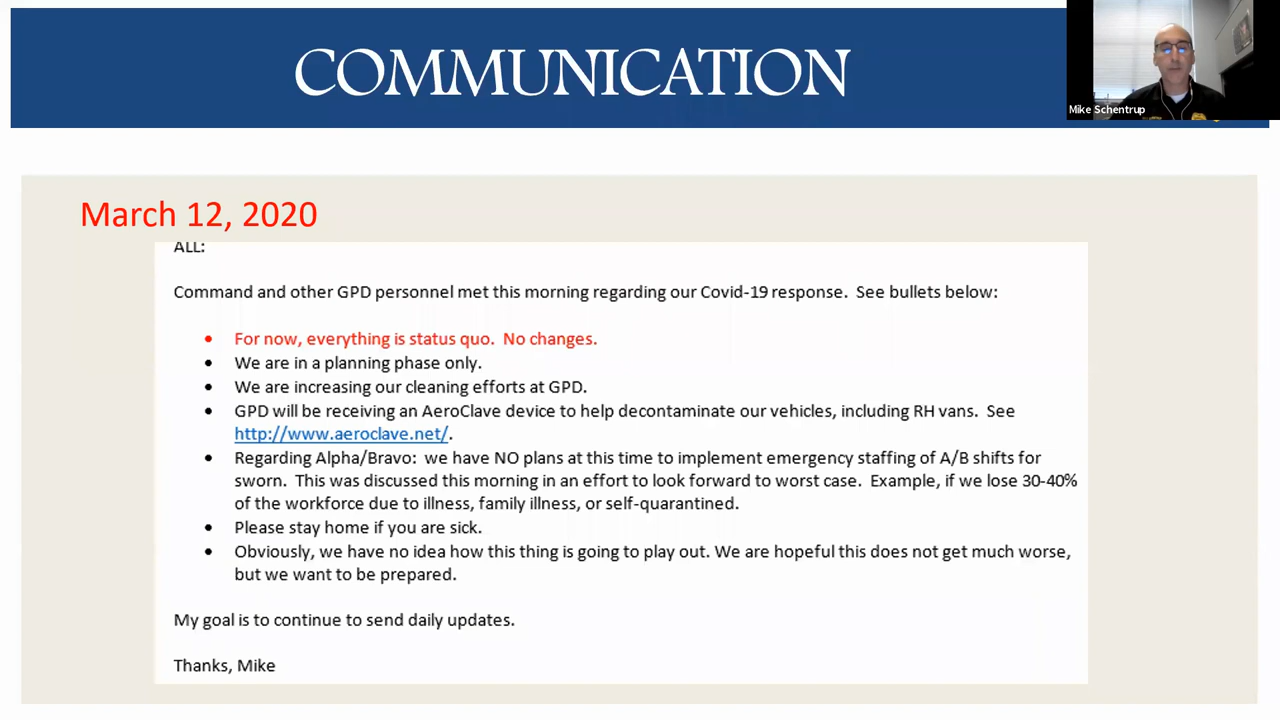 COMMUNICATION
Mike Schentrup
March 12, 2020
ALL:
Command and other GPD personnel met this morning regarding our Covid-19 response.  See bullets below:
• For now, everything is status quo.  No changes.
• We are in a planning phase only.
• We are increasing our cleaning efforts at GPD.
• GPD will be receiving an AeroClave device to help decontaminate our vehicles, including RH vans.  See
http://www.aeroclave.net/.
• Regarding Alpha/Bravo:  we have NO plans at this time to implement emergency staffing of A/B shifts for
sworn.  This was discussed this morning in an effort to look forward to worst case.  Example, if we lose 30-40%
of the workforce due to illness, family illness, or self-quarantined.
• Please stay home if you are sick.
• Obviously, we have no idea how this thing is going to play out. We are hopeful this does not get much worse,
but we want to be prepared.
My goal is to continue to send daily updates.
Thanks, Mike